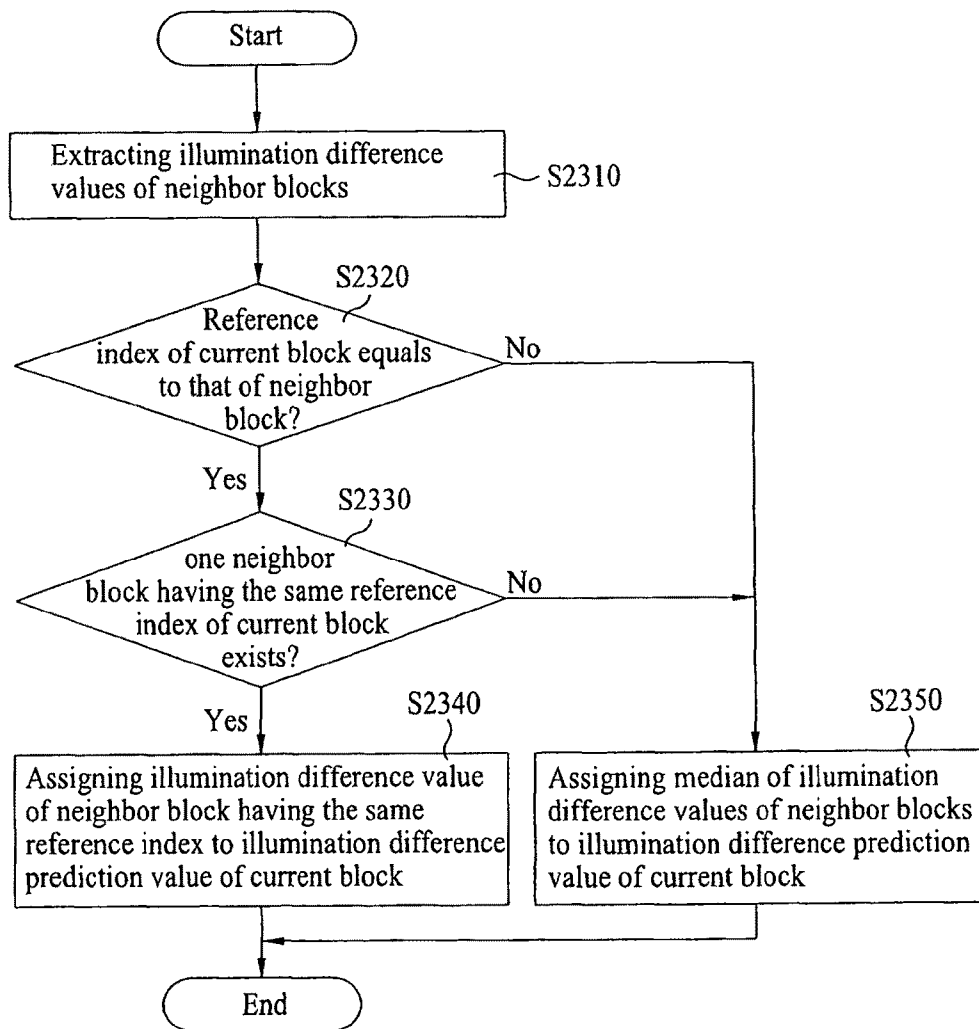 Start
Extracting illumination difference
values of neighbor blocks
S2310
S2320
Reference
index of current block equals
to that of neighbor
block?
No
Yes
S2330
one neighbor
block having the same reference
index of current block
exists?
No
Yes
S2340
Assigning illumination difference value
of neighbor block having the same
reference index to illumination difference
prediction value of current block
S2350
Assigning median of illumination
difference values of neighbor blocks
to illumination difference prediction
value of current block
End